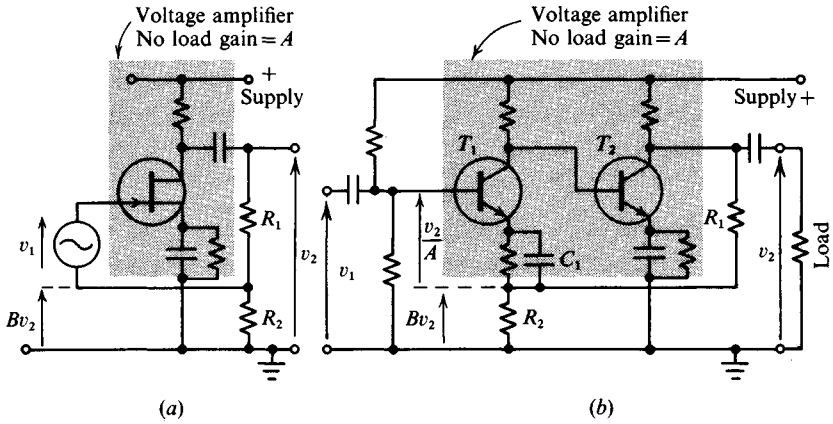 Voltage amplifier
No load gain = A
+
Supply
v₁
Bv₂
R₁
R₂
v₂
(a)
Voltage amplifier
No load gain = A
Supply +
T₁
T₂
v₁
v₂
A
Bv₂
C₁
R₂
R₁
v₂
Load
(b)